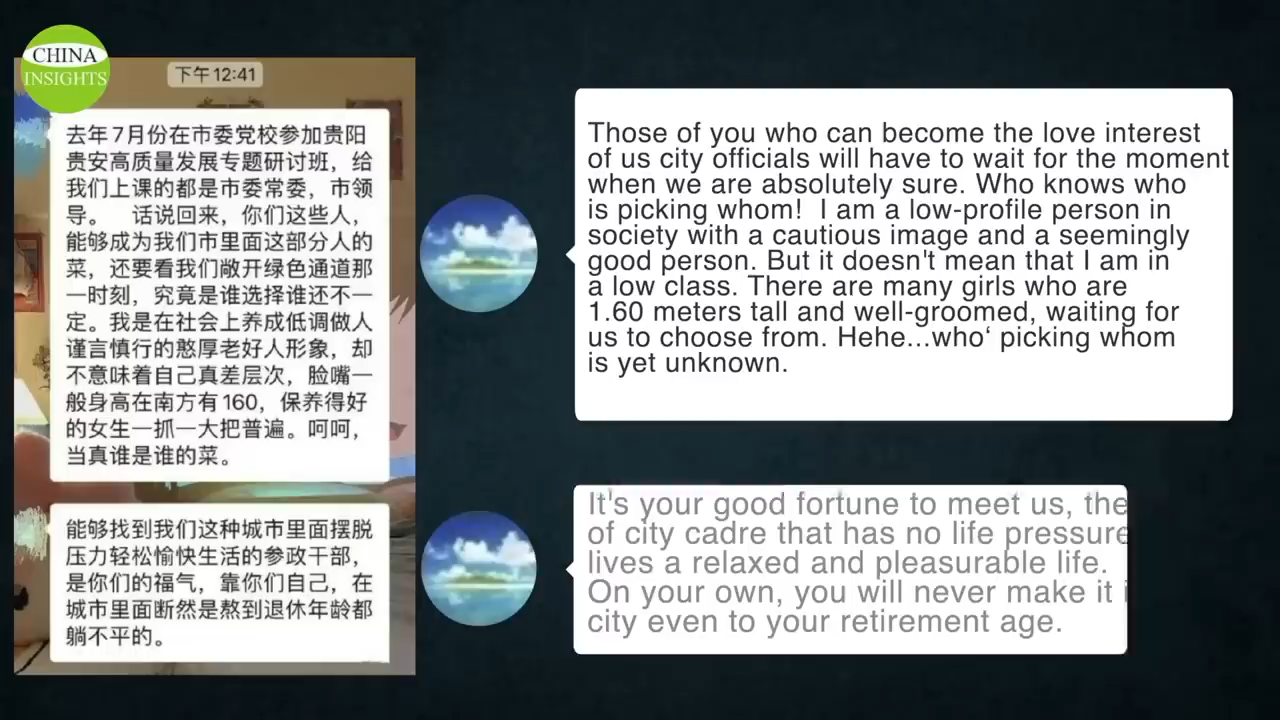 CHINA
INSIGHTS
下午12:41
去年7月份在市委党校参加贵阳
贵安高质量发展专题研讨班，给
我们上课的都是市委常委，市领
导。 话说回来，你们这些人，
能够成为我们市里面这部分人的
菜，还要看我们敞开绿色通道那
一时刻，究竟是谁选择谁还不一
定。我是在社会上养成低调做人
谨言慎行的憨厚老好人形象，却
不意味着自己真差层次，脸嘴一
般身高在南方有160，保养得好
的女生一抓一大把普遍。呵呵，
当真谁是谁的菜。
能够找到我们这种城市里面摆脱
压力轻松愉快生活的参政干部，
是你们的福气，靠你们自己，在
城市里面断然是熬到退休年龄都
躺不平的。
Those of you who can become the love interest
of us city officials will have to wait for the moment
when we are absolutely sure. Who knows who
is picking whom!  I am a low-profile person in
society with a cautious image and a seemingly
good person. But it doesn't mean that I am in
a low class. There are many girls who are
1.60 meters tall and well-groomed, waiting for
us to choose from. Hehe...who‘ picking whom
is yet unknown.
It's your good fortune to meet us, the
of city cadre that has no life pressure
lives a relaxed and pleasurable life.
On your own, you will never make it
city even to your retirement age.